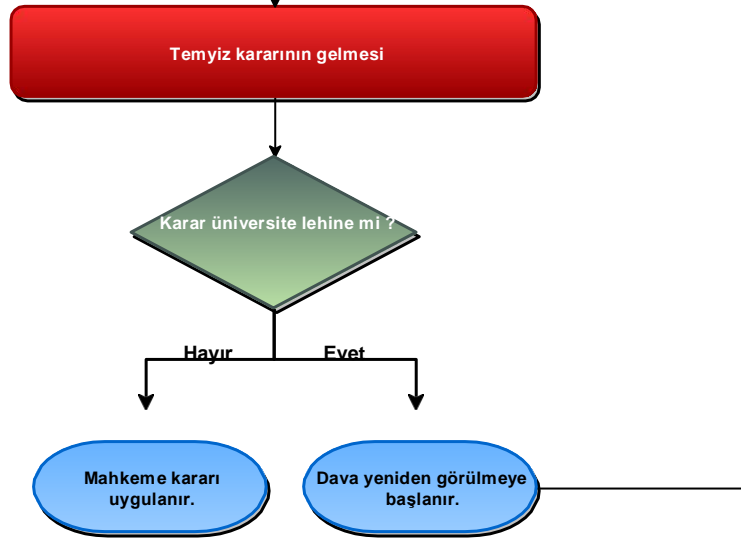 Temyiz kararının gelmesi
Karar üniversite lehine mi ?
Hayır
Evet
Mahkeme kararı
uygulanır.
Dava yeniden görülmeye
başlanır.